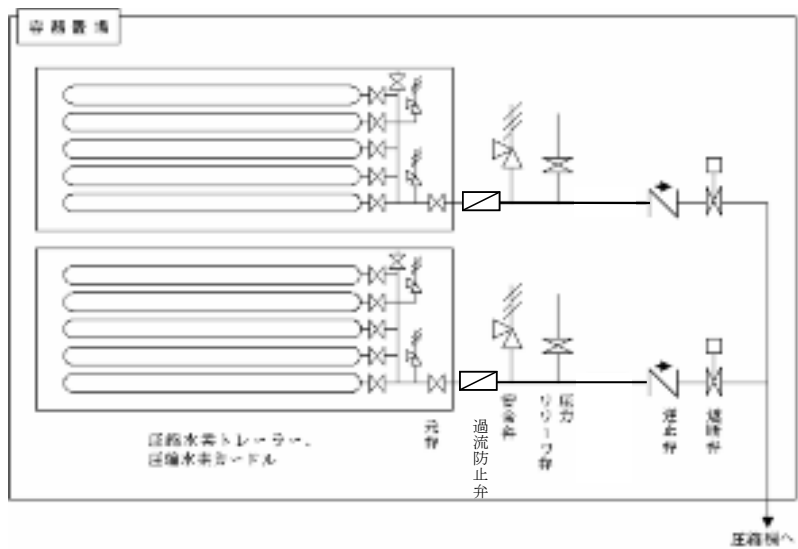 容器置場
圧縮水素トレーラー、
圧縮水素カードル
元弁
過流防止弁
安全弁
圧力
リリーフ弁
逆止弁
遮断弁
圧縮機へ